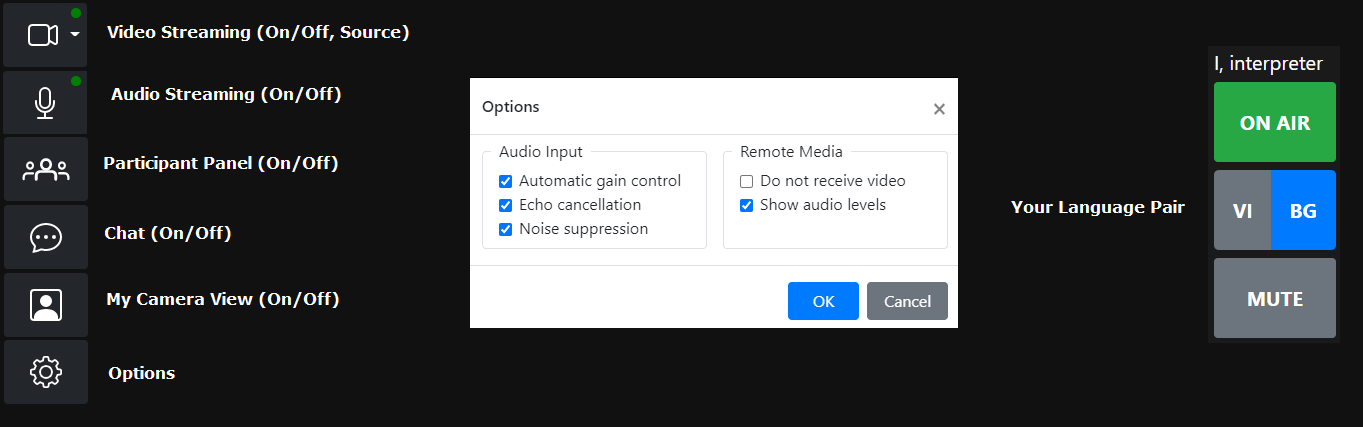 Video Streaming (On/Off, Source)
Audio Streaming (On/Off)
Participant Panel (On/Off)
Chat (On/Off)
My Camera View (On/Off)
Options
Options
×
Audio Input
Automatic gain control
Echo cancellation
Noise suppression
Remote Media
Do not receive video
Show audio levels
OK
Cancel
I, interpreter
ON AIR
Your Language Pair
VI
BG
MUTE